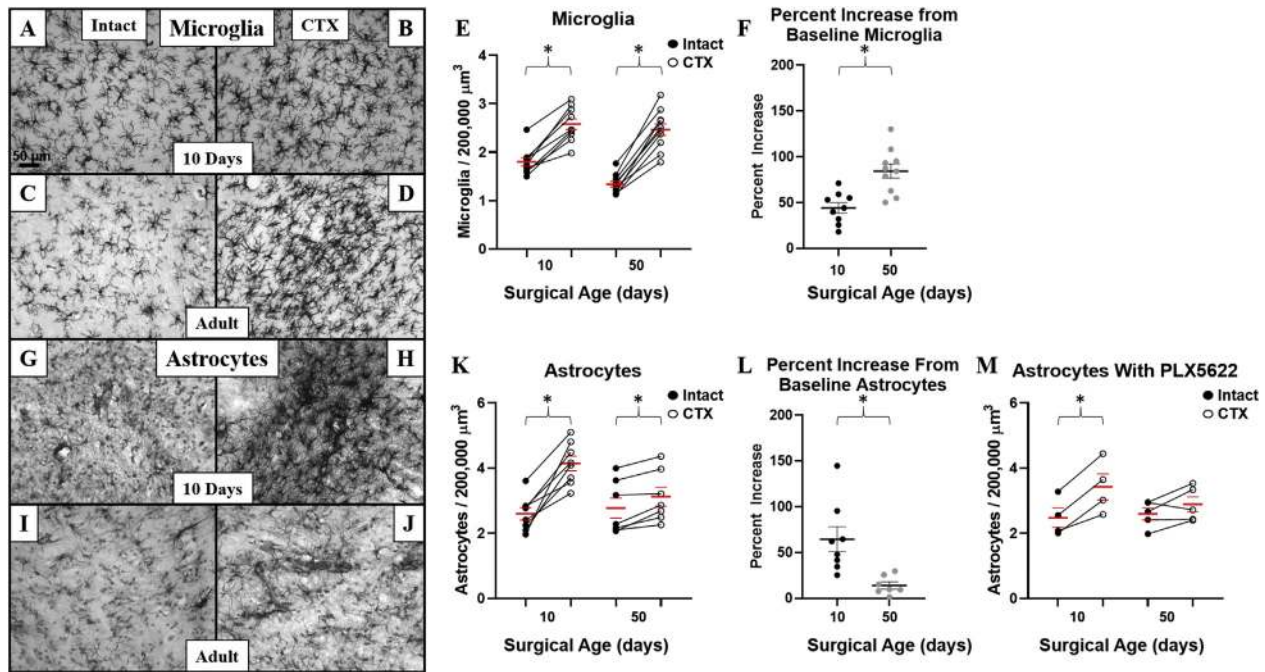 A Intact Microglia CTX B
50 µm
10 Days
C D
Adult
G Astrocytes H
10 Days
I J
Adult
E Microglia
Intact
CTX
*
*
Microglia / 200,000 µm³
4
3
2
1
0
10 50
Surgical Age (days)
F Percent Increase from
Baseline Microglia
*
Percent Increase
200
150
100
50
0
10 50
Surgical Age (days)
K Astrocytes
Intact
CTX
*
*
Astrocytes / 200,000 µm³
6
4
2
0
10 50
Surgical Age (days)
L Percent Increase From
Baseline Astrocytes
*
Percent Increase
200
150
100
50
0
10 50
Surgical Age (days)
M Astrocytes With PLX5622
Intact
CTX
*
Astrocytes / 200,000 µm³
6
4
2
0
10 50
Surgical Age (days)